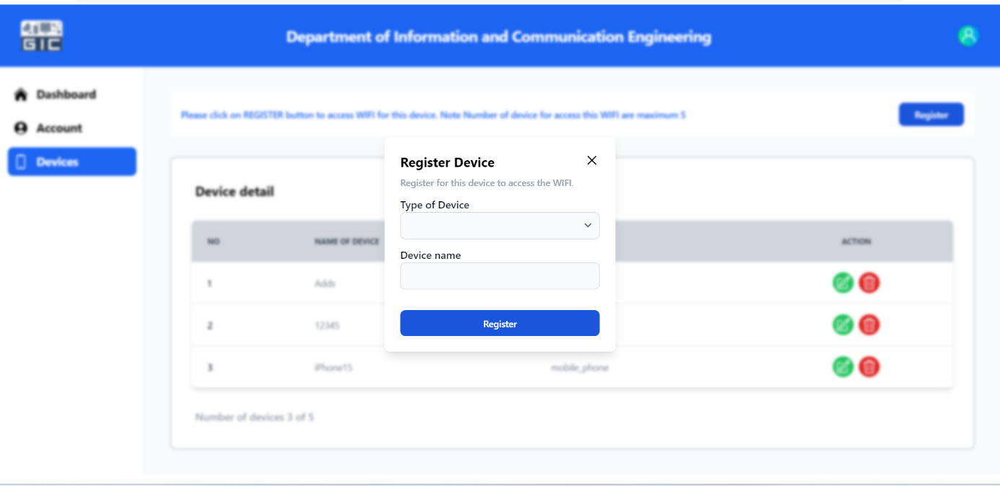 GIC
Department of Information and Communication Engineering
Dashboard
Account
Devices
Please click on REGISTER button to access WIFI for this device. Note Number of device for access this WIFI are maximum 5
Register
Register Device
Register for this device to access the WIFI.
Type of Device
Device name
Register
Device detail
NO NAME OF DEVICE ACTION
1 Adds
2 12345
3 iPhone15 mobile_phone
Number of devices 3 of 5